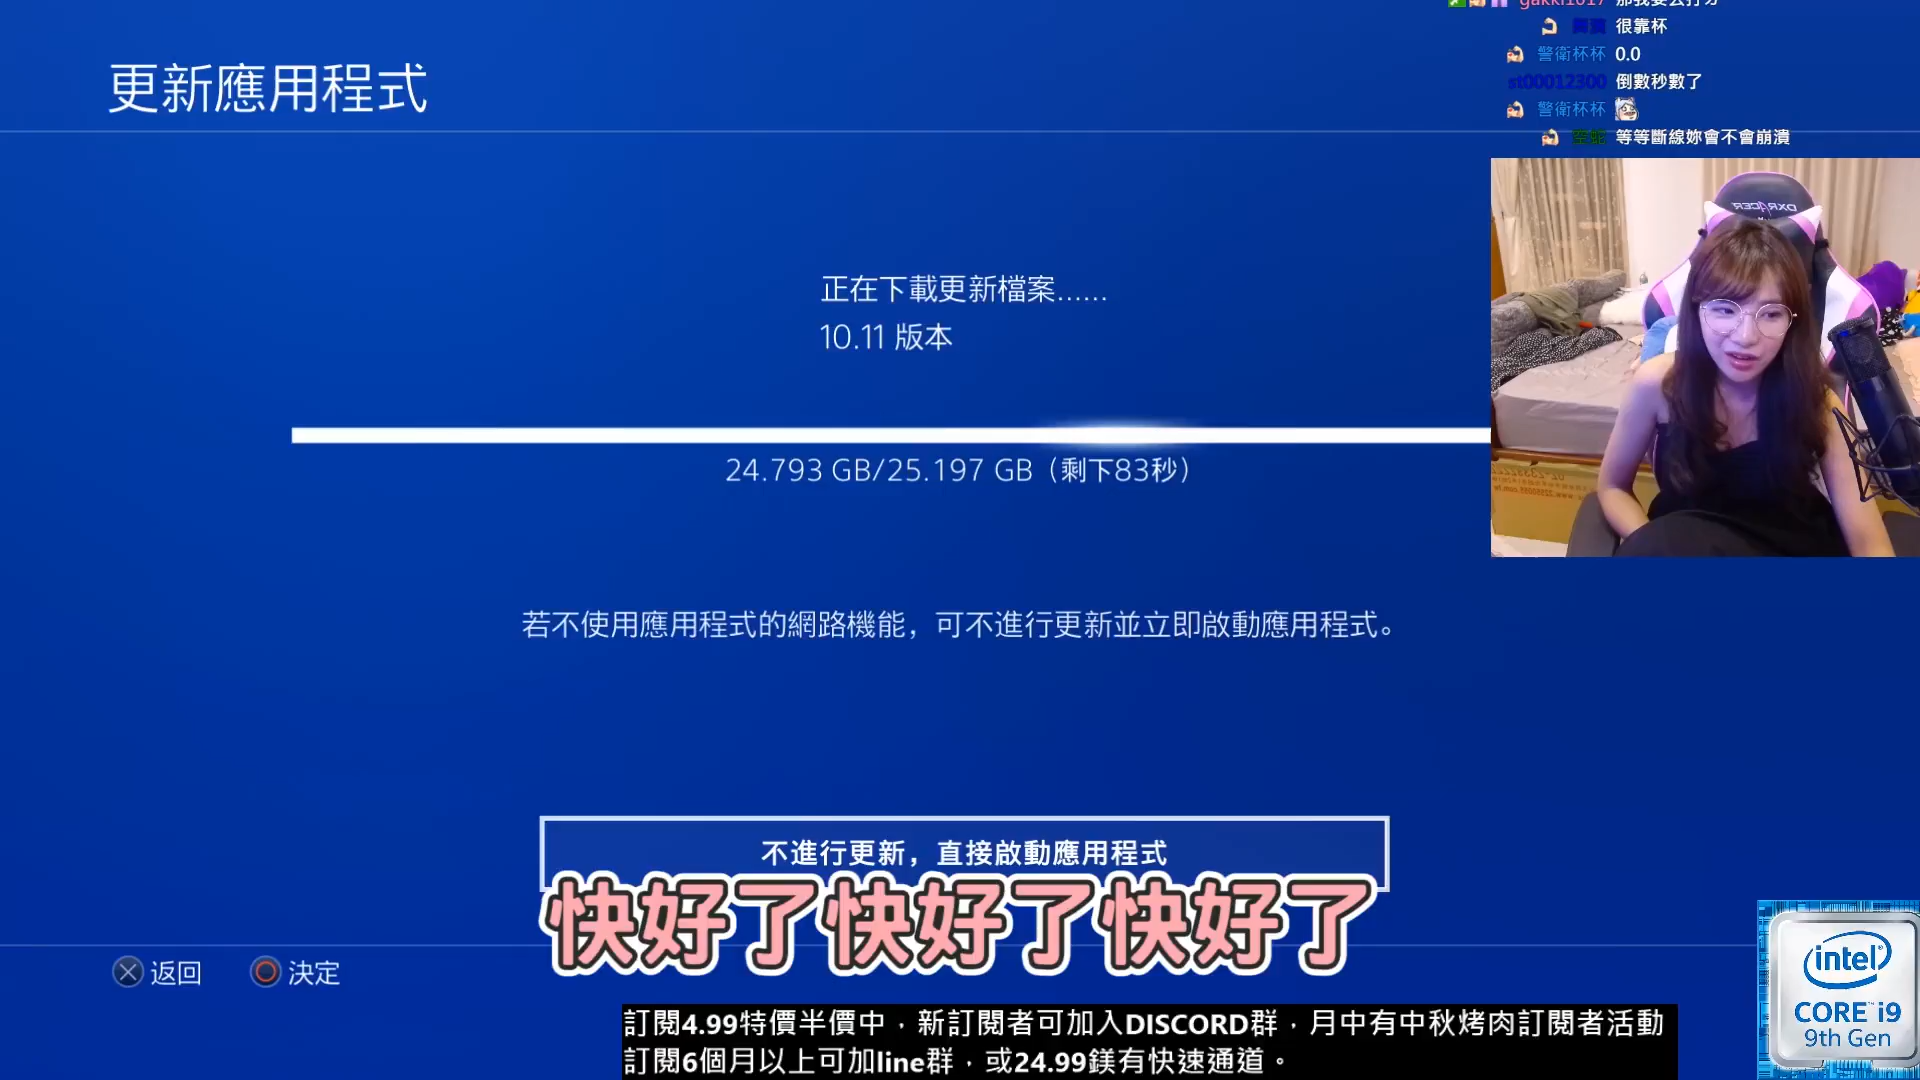 更新應用程式
很靠杯
警衛杯杯 0.0
st00012300 倒數秒數了
警衛杯杯
等等斷線妳會不會崩潰
DXRACER
正在下載更新檔案......
10.11 版本
24.793 GB/25.197 GB（剩下83秒）
若不使用應用程式的網路機能，可不進行更新並立即啟動應用程式。
不進行更新，直接啟動應用程式
快好了快好了快好了
返回
決定
訂閱4.99特價半價中，新訂閱者可加入DISCORD群，月中有中秋烤肉訂閱者活動
訂閱6個月以上可加line群，或24.99鎂有快速通道。
intel
CORE i9
9th Gen